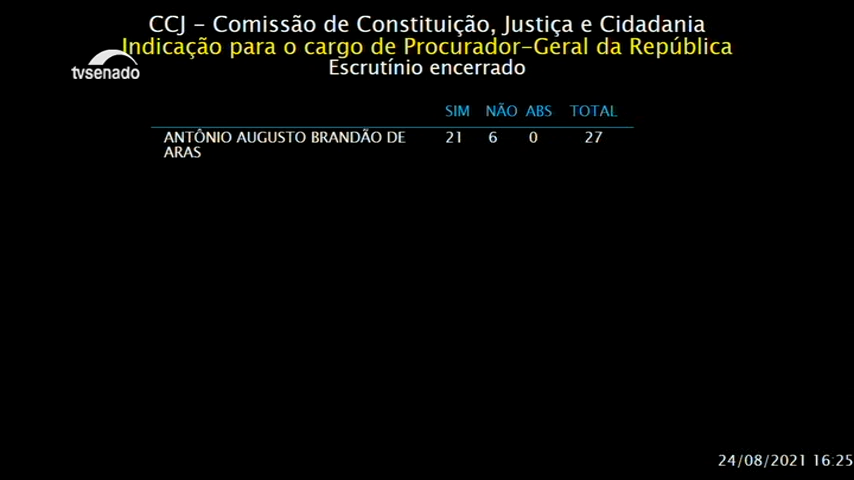 CCJ - Comissão de Constituição, Justiça e Cidadania
Indicação para o cargo de Procurador-Geral da República
tvsenado
Escrutínio encerrado
SIM NÃO ABS TOTAL
ANTÔNIO AUGUSTO BRANDÃO DE 21 6 0 27
ARAS
24/08/2021 16:25